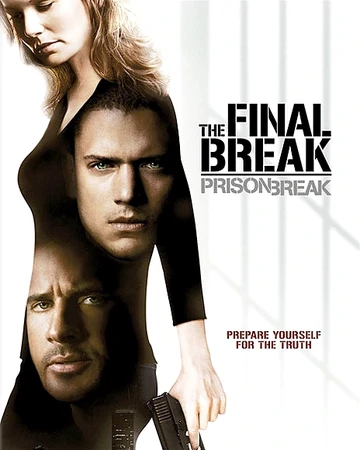 THE FINAL
BREAK
PRISON BREAK
PREPARE YOURSELF
FOR THE TRUTH